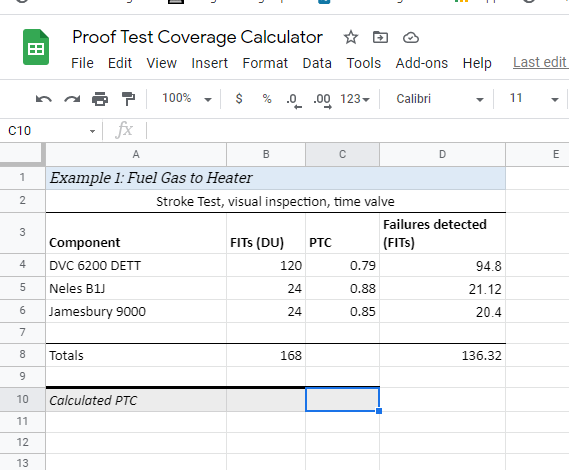 Proof Test Coverage Calculator
File Edit View Insert Format Data Tools Add-ons Help Last edit
100% $ % .0 .00 123 Calibri 11
C10 fx
A B C D E
1 Example 1: Fuel Gas to Heater
2 Stroke Test, visual inspection, time valve
3 Component FITs (DU) PTC Failures detected (FITs)
4 DVC 6200 DETT 120 0.79 94.8
5 Neles B1J 24 0.88 21.12
6 Jamesbury 9000 24 0.85 20.4
7
8 Totals 168 136.32
9
10 Calculated PTC
11
12
13